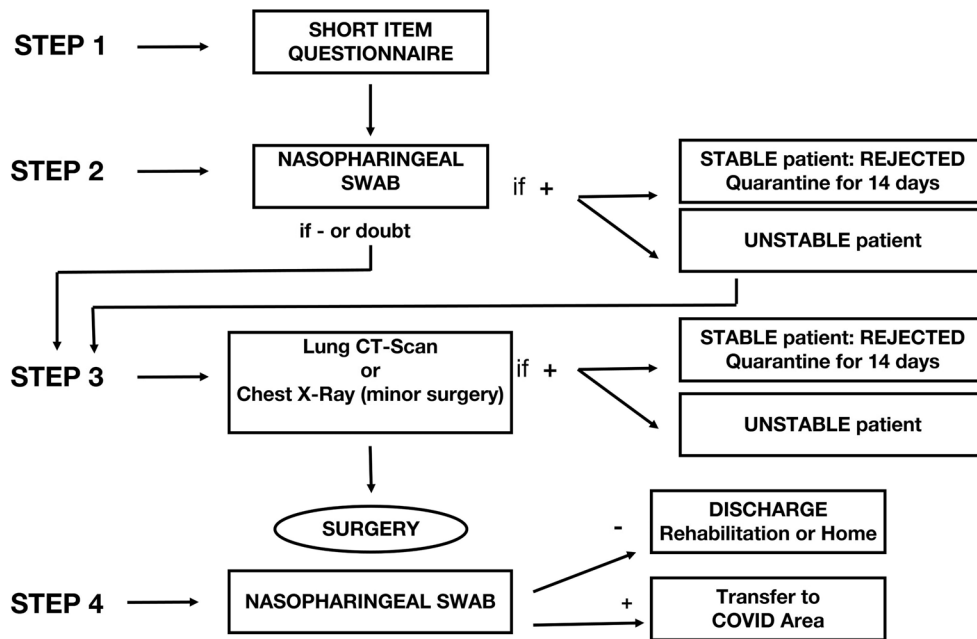 STEP 1
SHORT ITEM
QUESTIONNAIRE
STEP 2
NASOPHARINGEAL
SWAB
if +
STABLE patient: REJECTED
Quarantine for 14 days
UNSTABLE patient
if - or doubt
STEP 3
Lung CT-Scan
or
Chest X-Ray (minor surgery)
if +
STABLE patient: REJECTED
Quarantine for 14 days
UNSTABLE patient
SURGERY
STEP 4
NASOPHARINGEAL SWAB
-
DISCHARGE
Rehabilitation or Home
+
Transfer to
COVID Area